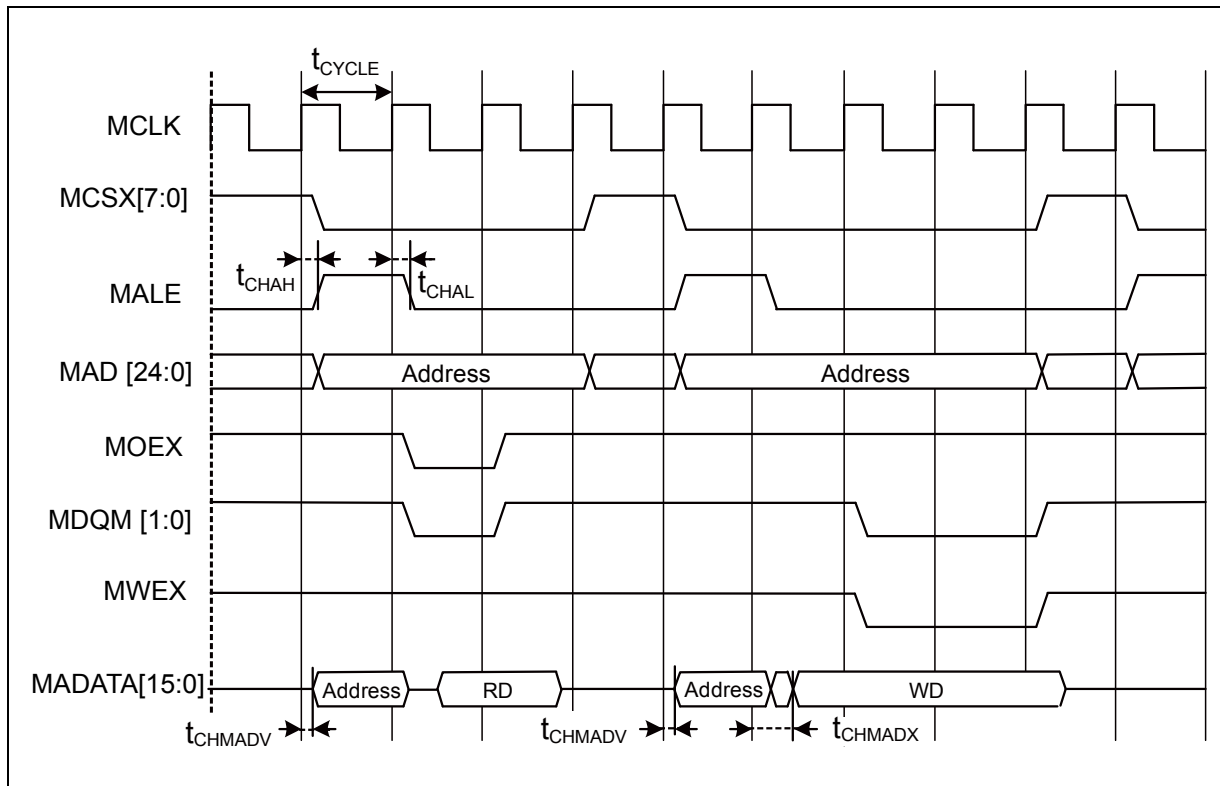 tCYCLE
MCLK
MCSX[7:0]
tCHAH
tCHAL
MALE
MAD [24:0]
Address
Address
MOEX
MDQM [1:0]
MWEX
MADATA[15:0]
Address
RD
Address
WD
tCHMADV
tCHMADV
tCHMADX